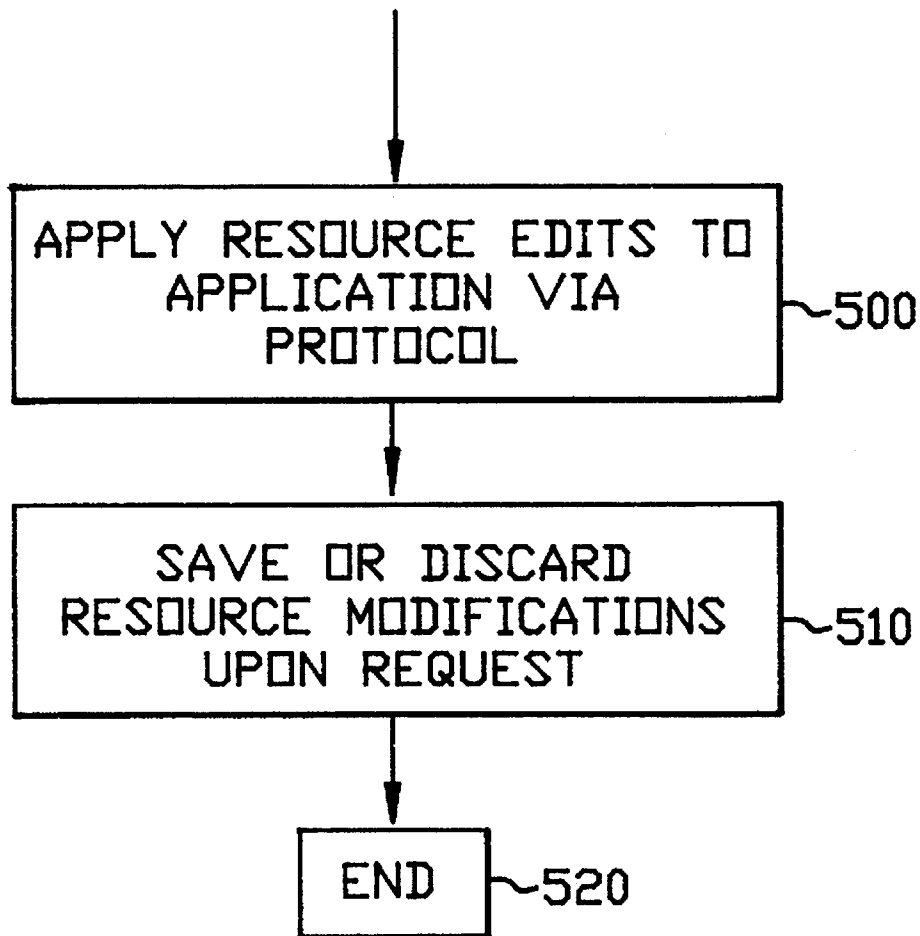 APPLY RESOURCE EDITS TO
APPLICATION VIA
PROTOCOL
500
SAVE OR DISCARD
RESOURCE MODIFICATIONS
UPON REQUEST
510
END
520